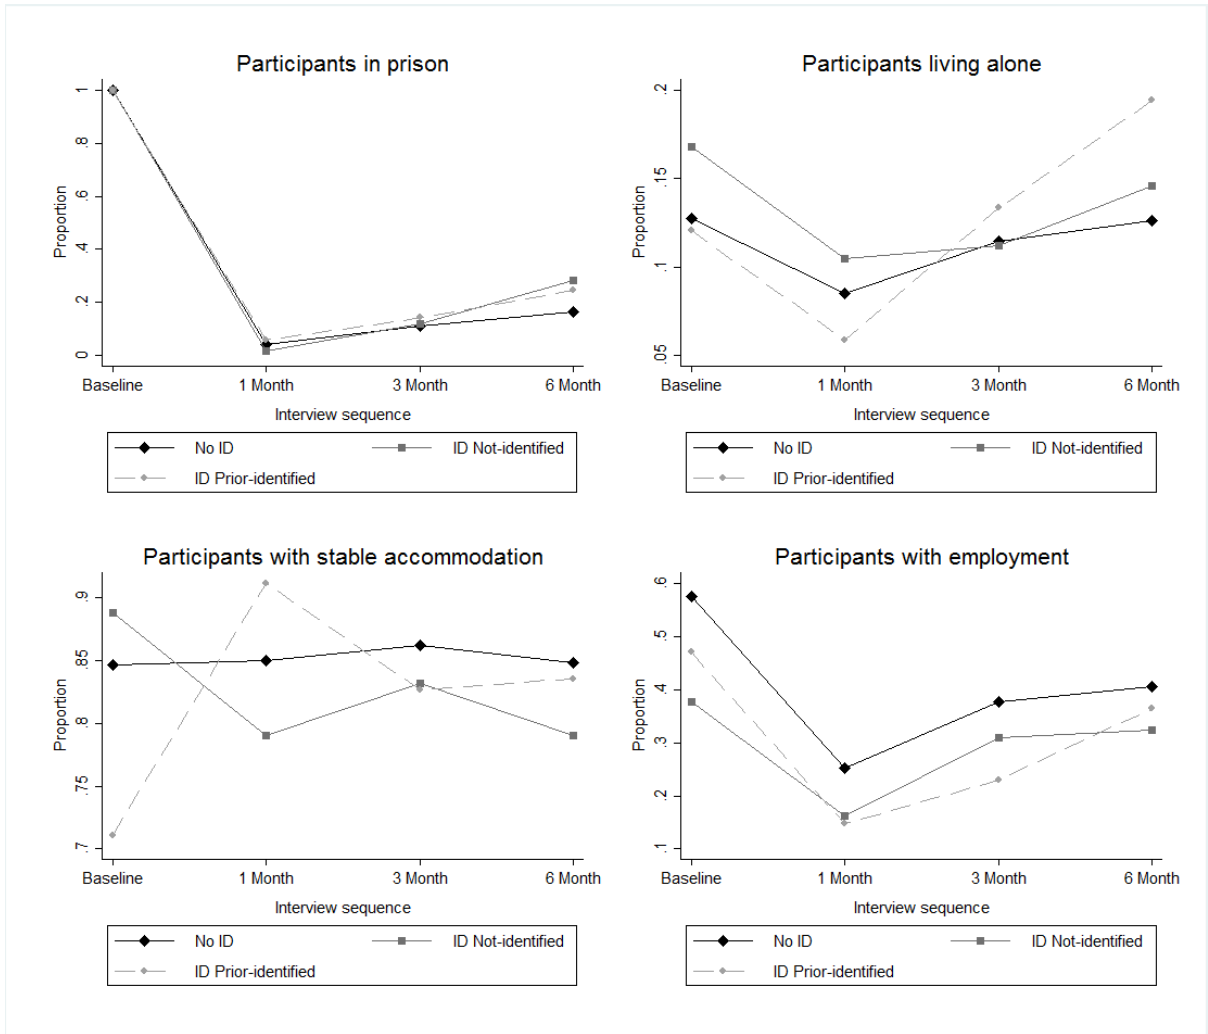 Participants in prison
Proportion
1
.8
.6
.4
.2
0
Baseline 1 Month 3 Month 6 Month
Interview sequence
No ID ID Not-identified
ID Prior-identified
Participants living alone
Proportion
.2
.15
.1
.05
Baseline 1 Month 3 Month 6 Month
Interview sequence
No ID ID Not-identified
ID Prior-identified
Participants with stable accommodation
Proportion
.9
.85
.8
.75
.7
Baseline 1 Month 3 Month 6 Month
Interview sequence
No ID ID Not-identified
ID Prior-identified
Participants with employment
Proportion
.6
.5
.4
.3
.2
.1
Baseline 1 Month 3 Month 6 Month
Interview sequence
No ID ID Not-identified
ID Prior-identified